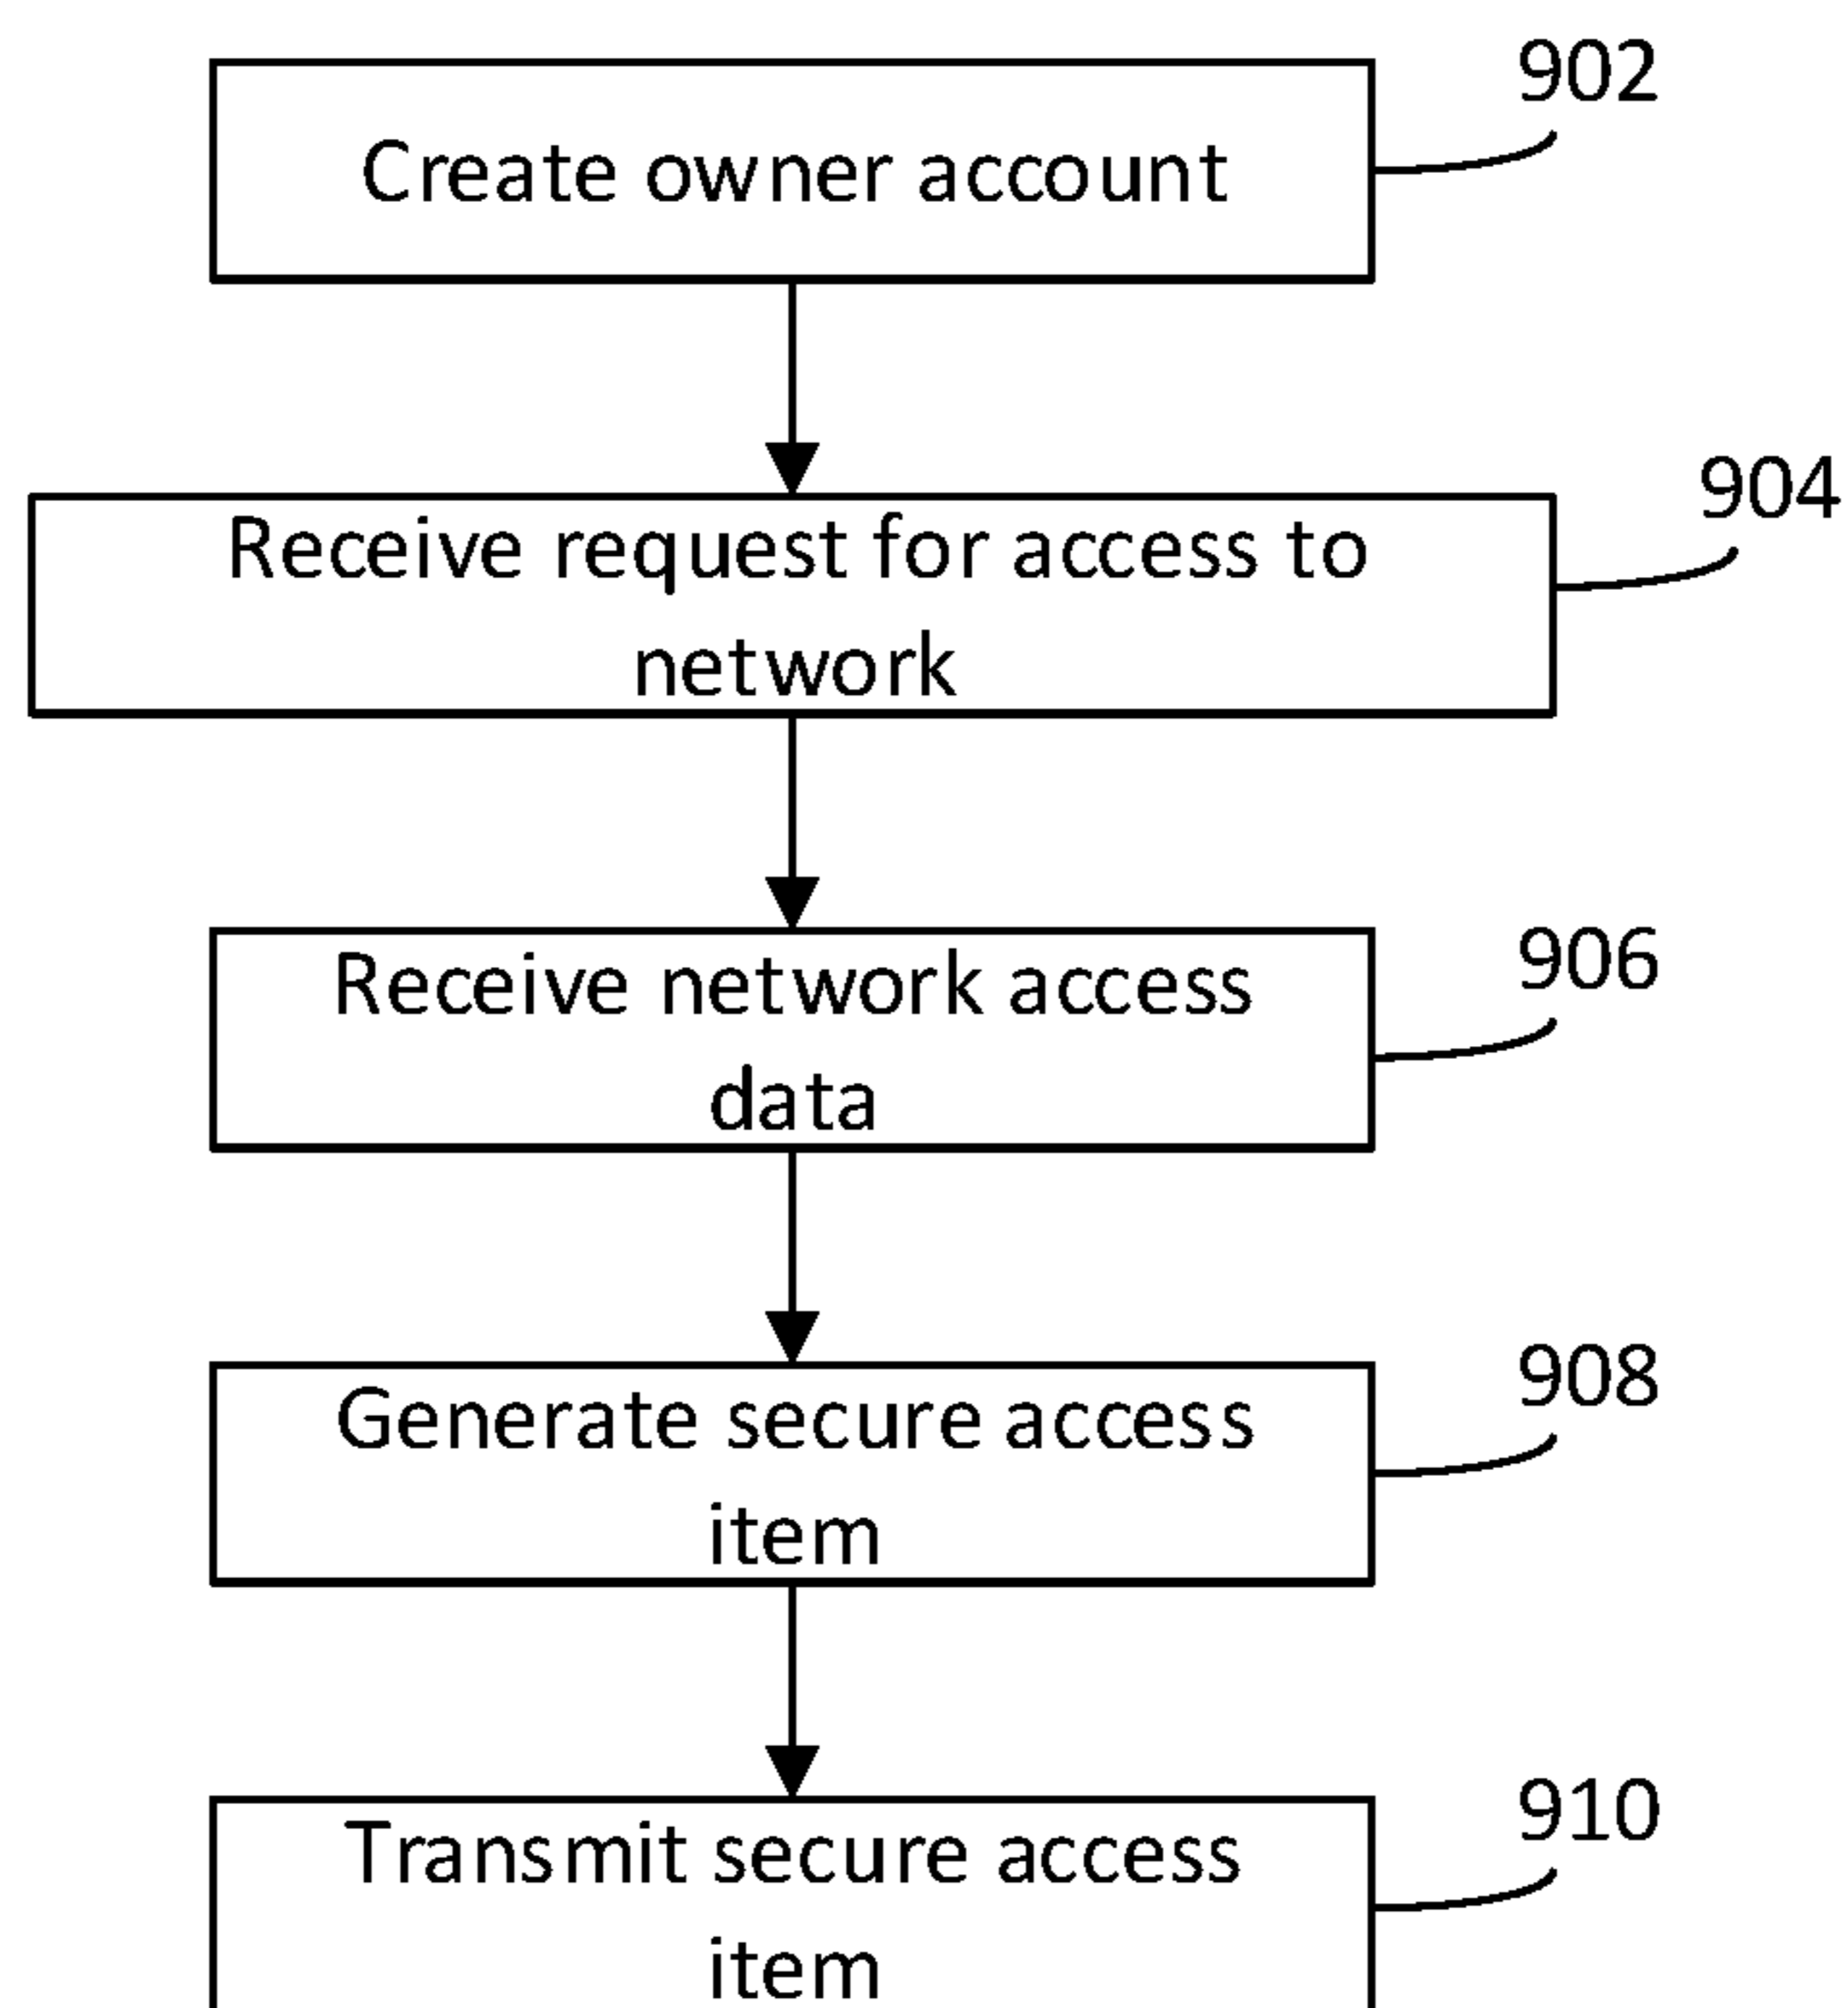 902
Create owner account
904
Receive request for access to
network
906
Receive network access
data
908
Generate secure access
item
910
Transmit secure access
item